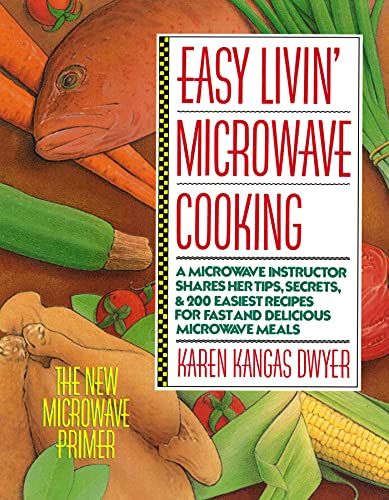 EASY LIVIN'
MICROWAVE
COOKING
A MICROWAVE INSTRUCTOR
SHARES HER TIPS, SECRETS,
& 200 EASIEST RECIPES
FOR FAST AND DELICIOUS
MICROWAVE MEALS
KAREN KANGAS DWYER
THE NEW
MICROWAVE
PRIMER